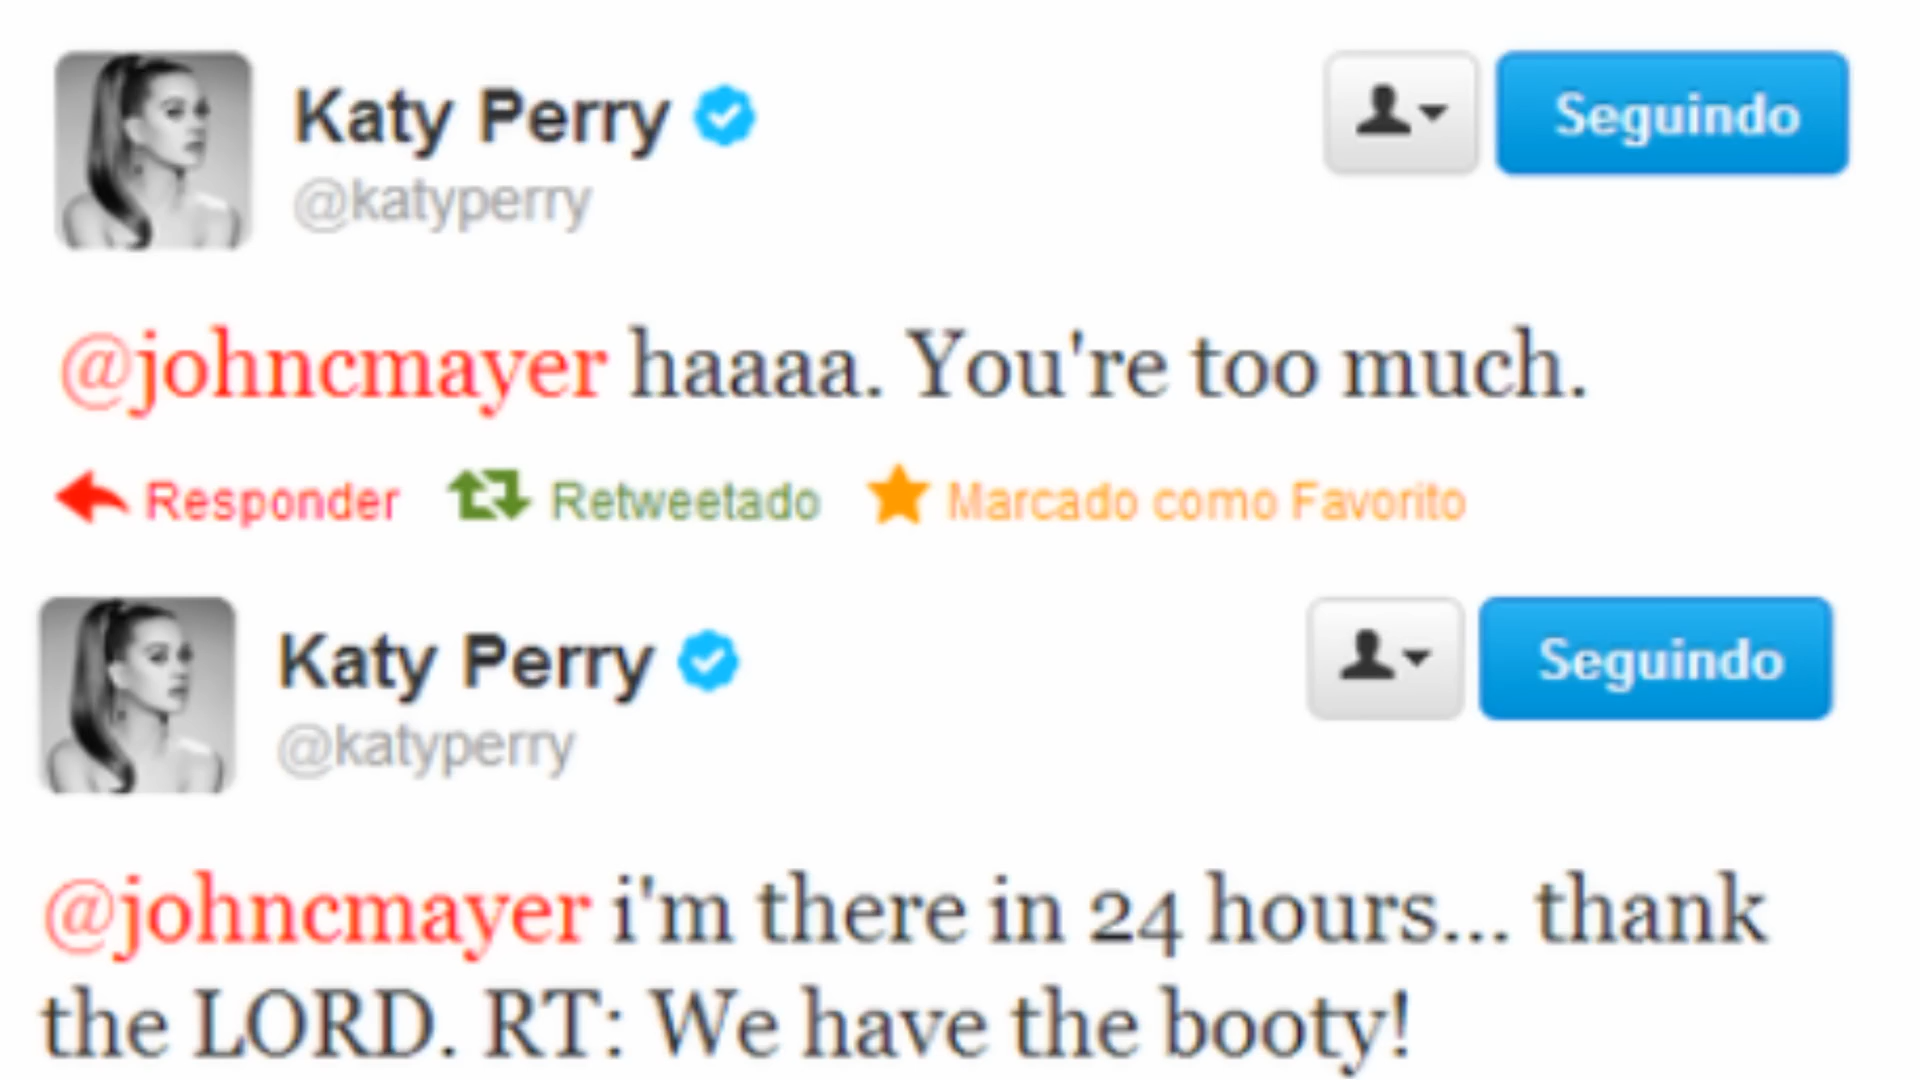 Katy Perry
Seguindo
@katyperry
@johncmayer haaaa. You're too much.
Responder Retweetado Marcado como Favorito
Katy Perry
Seguindo
@katyperry
@johncmayer i'm there in 24 hours... thank
the LORD. RT: We have the booty!